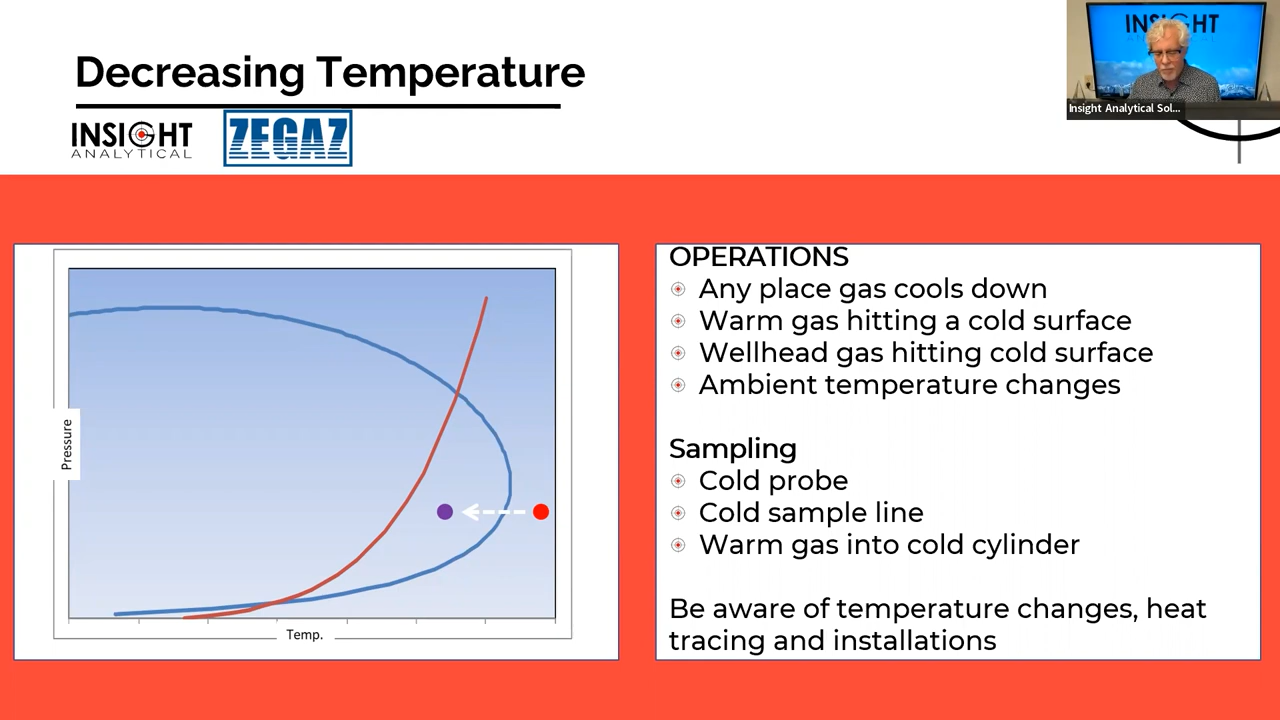 Decreasing Temperature
INSIGHT
ANALYTICAL
ZEGAZ
INSIGHT
Insight Analytical Sol...
Pressure
Temp.
OPERATIONS
Any place gas cools down
Warm gas hitting a cold surface
Wellhead gas hitting cold surface
Ambient temperature changes
Sampling
Cold probe
Cold sample line
Warm gas into cold cylinder
Be aware of temperature changes, heat
tracing and installations